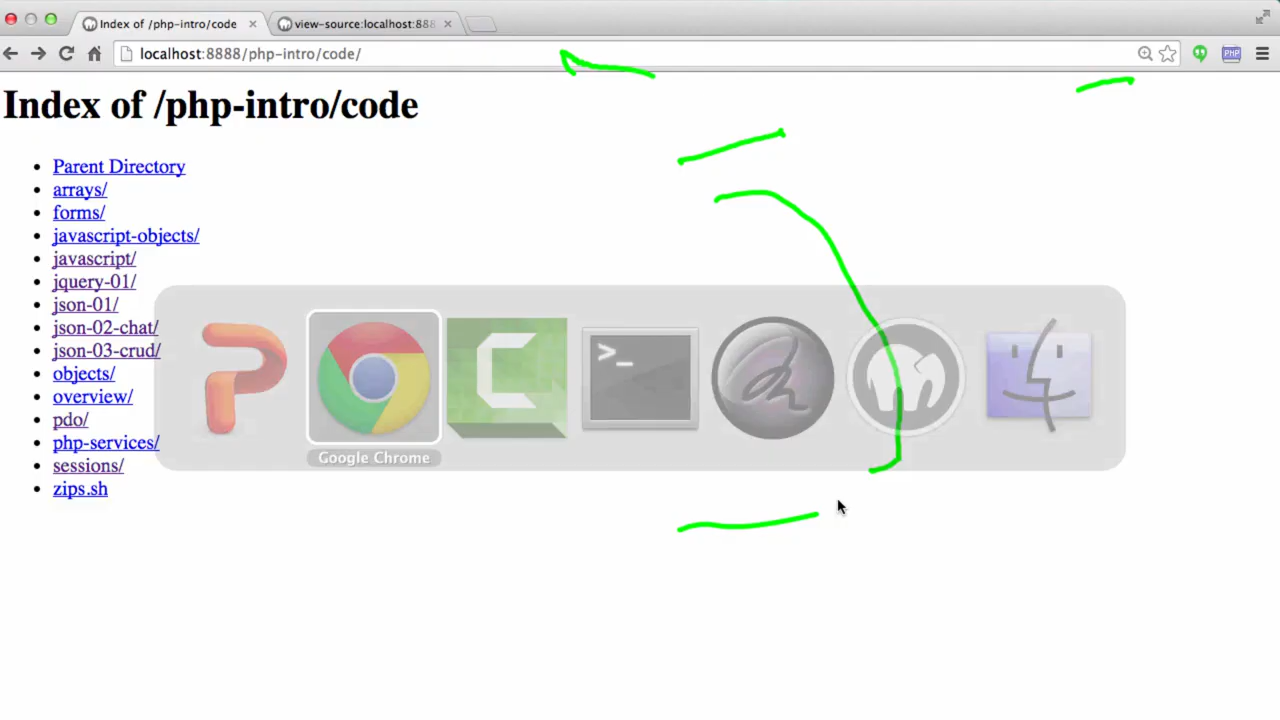 Index of /php-intro/code
view-source:localhost:888
localhost:8888/php-intro/code/
PHP
Index of /php-intro/code
Parent Directory
arrays/
forms/
javascript-objects/
javascript/
jquery-01/
json-01/
json-02-chat/
json-03-crud/
objects/
overview/
pdo/
php-services/
sessions/
zips.sh
>_
Google Chrome